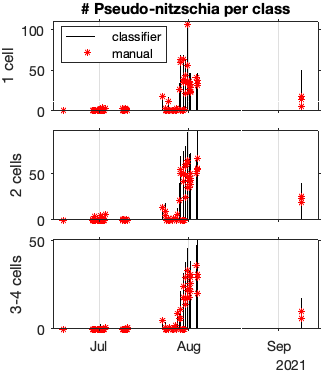 # Pseudo-nitzschia per class
classifier
manual
1 cell
100
50
0
2 cells
50
0
3-4 cells
50
0
Jul Aug Sep
2021